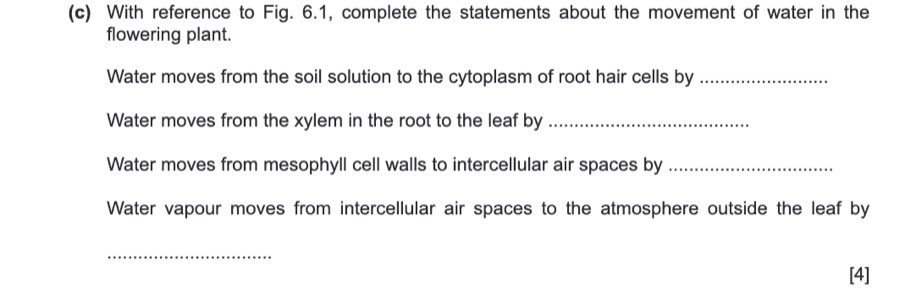 (c) With reference to Fig. 6.1, complete the statements about the movement of water in the
flowering plant.
Water moves from the soil solution to the cytoplasm of root hair cells by .........................
Water moves from the xylem in the root to the leaf by .......................................
Water moves from mesophyll cell walls to intercellular air spaces by ................................
Water vapour moves from intercellular air spaces to the atmosphere outside the leaf by
................................
[4]